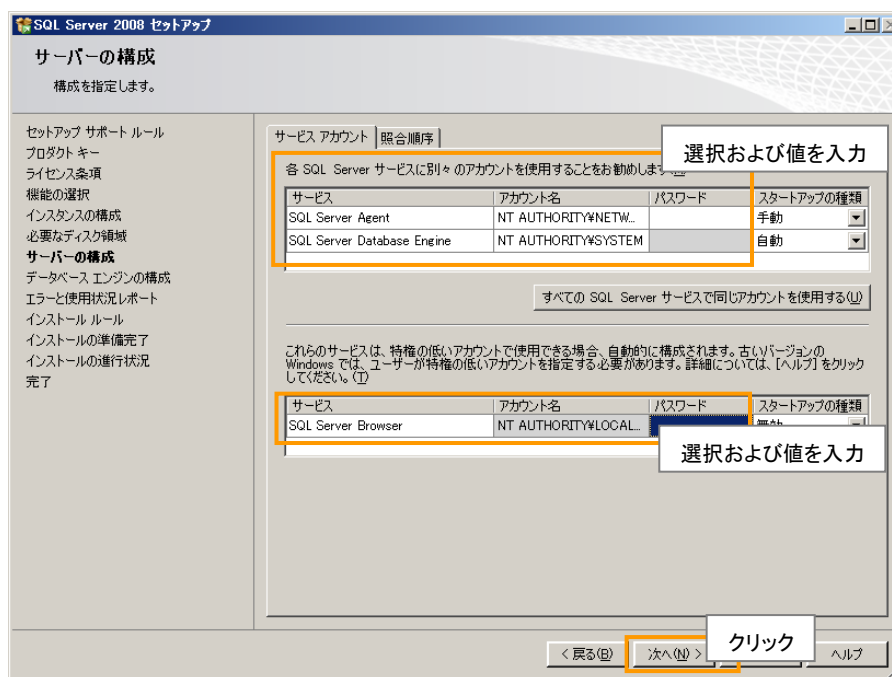 SQL Server 2008 セットアップ
サーバーの構成
構成を指定します。
セットアップ サポート ルール
プロダクト キー
ライセンス条項
機能の選択
インスタンスの構成
必要なディスク領域
サーバーの構成
データベース エンジンの構成
エラーと使用状況レポート
インストール ルール
インストールの準備完了
インストールの進行状況
完了
サービス アカウント 照合順序
選択および値を入力
各 SQL Server サービスに別々のアカウントを使用することをお勧めしま
サービス アカウント名 パスワード スタートアップの種類
SQL Server Agent NT AUTHORITY¥NETW... 手動
SQL Server Database Engine NT AUTHORITY¥SYSTEM 自動
すべての SQL Server サービスで同じアカウントを使用する(U)
これらのサービスは、特権の低いアカウントで使用できる場合、自動的に構成されます。古いバージョンの
Windows では、ユーザーが特権の低いアカウントを指定する必要があります。詳細については、[ヘルプ] をクリック
してください。(T)
サービス アカウント名 パスワード スタートアップの種類
SQL Server Browser NT AUTHORITY¥LOCAL...
選択および値を入力
クリック
< 戻る(B) 次へ(N) > ヘルプ